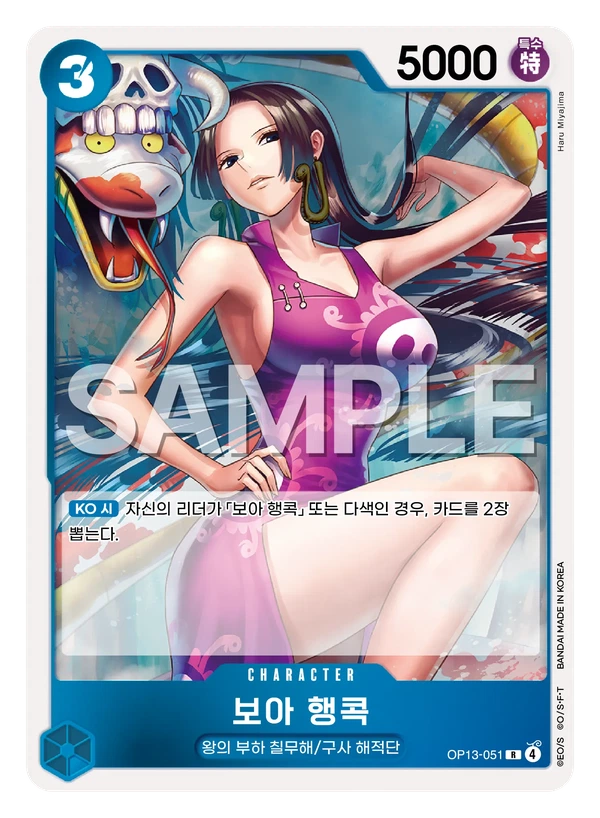 3
5000
특수
特
Haru Miyajima
SAMPLE
KO 시 자신의 리더가 「보아 행콕」 또는 다색인 경우, 카드를 2장
뽑는다.
CHARACTER
보아 행콕
왕의 부하 칠무해/구사 해적단
OP13-051 R 4
©EO/S ©O/S·F·T BANDAI MADE IN KOREA